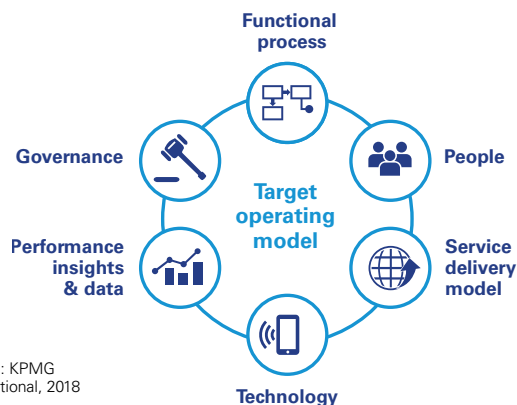 Functional
process
Governance
People
Target
operating
model
Performance
insights
& data
Service
delivery
model
: KPMG
tional, 2018
Technology